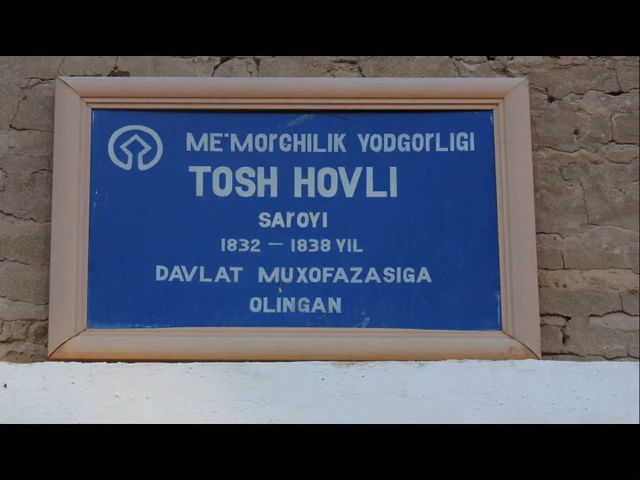 ME'MORCHILIK YODGORLIGI
TOSH HOVLI
SAROYI
1832 — 1838 YIL
DAVLAT MUXOFAZASIGA
OLINGAN